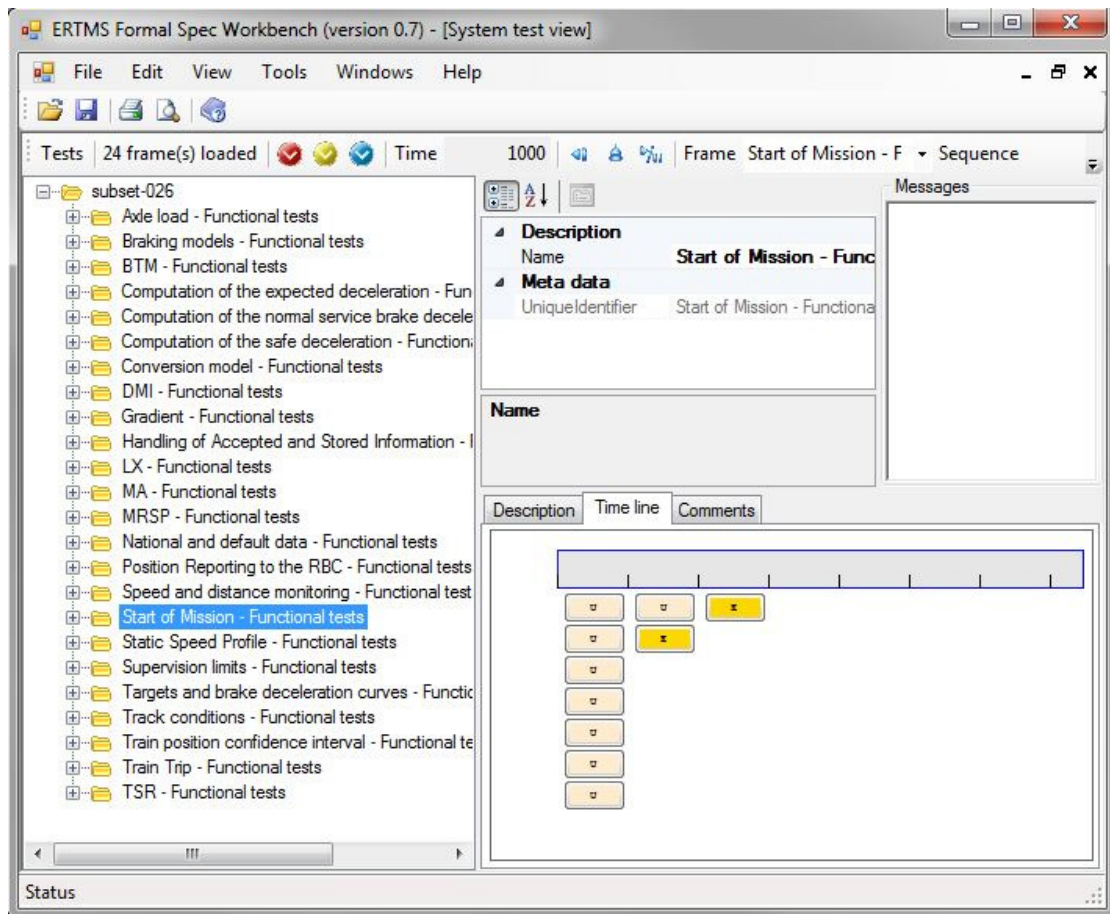 ERTMS Formal Spec Workbench (version 0.7) - [System test view]
File Edit View Tools Windows Help
Tests 24 frame(s) loaded Time 1000 Frame Start of Mission - F Sequence
subset-026
Axle load - Functional tests
Braking models - Functional tests
BTM - Functional tests
Computation of the expected deceleration - Fun
Computation of the normal service brake decele
Computation of the safe deceleration - Function
Conversion model - Functional tests
DMI - Functional tests
Gradient - Functional tests
Handling of Accepted and Stored Information -
LX - Functional tests
MA - Functional tests
MRSP - Functional tests
National and default data - Functional tests
Position Reporting to the RBC - Functional tests
Speed and distance monitoring - Functional test
Start of Mission - Functional tests
Static Speed Profile - Functional tests
Supervision limits - Functional tests
Targets and brake deceleration curves - Functic
Track conditions - Functional tests
Train position confidence interval - Functional te
Train Trip - Functional tests
TSR - Functional tests
Description
Name Start of Mission - Func
Meta data
UniqueIdentifier Start of Mission - Functiona
Name
Messages
Description Time line Comments
Status